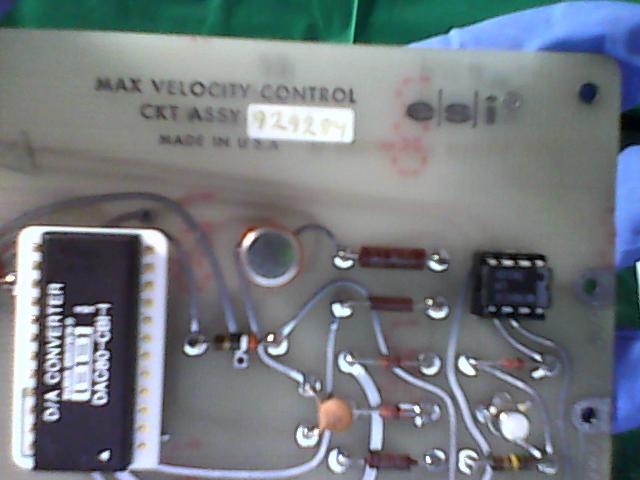 MAX VELOCITY CONTROL
CKT ASSY 929204
MADE IN U.S.A
esi
D/A CONVERTER
DAC80-CBI-I